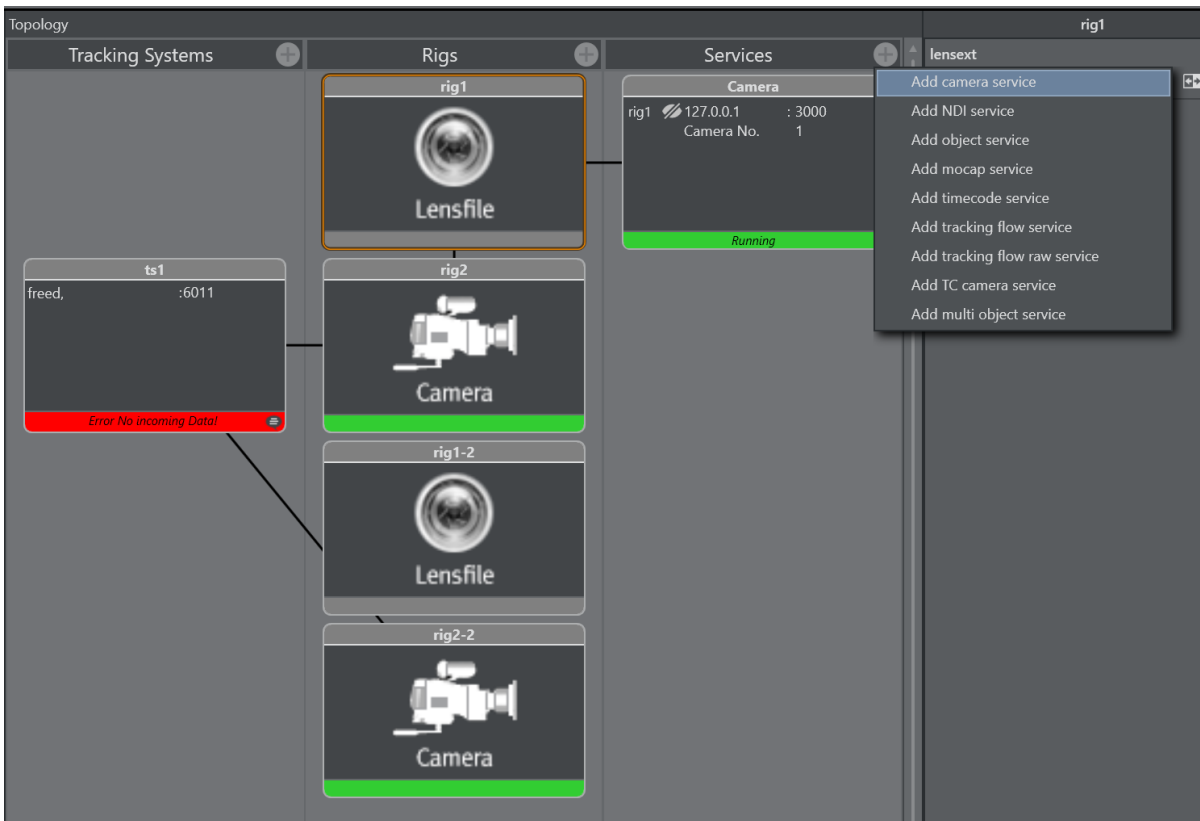 Topology
rig1
Tracking Systems
Rigs
Services
lensext
rig1
Lensfile
Camera
rig1 127.0.0.1 : 3000
Camera No. 1
Running
Add camera service
Add NDI service
Add object service
Add mocap service
Add timecode service
Add tracking flow service
Add tracking flow raw service
Add TC camera service
Add multi object service
ts1
freed, :6011
Error No incoming Data!
rig2
Camera
rig1-2
Lensfile
rig2-2
Camera